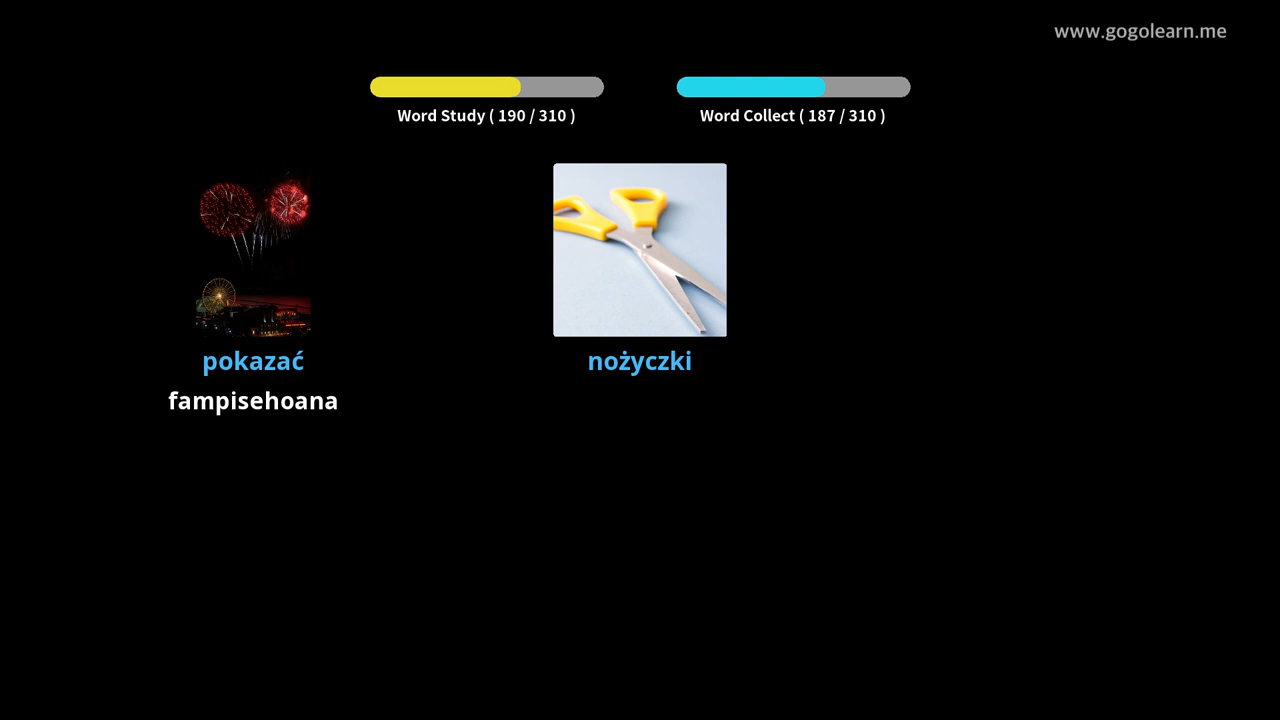 www.gogolearn.me
Word Study ( 190 / 310 )
Word Collect ( 187 / 310 )
pokazać
fampisehoana
nożyczki